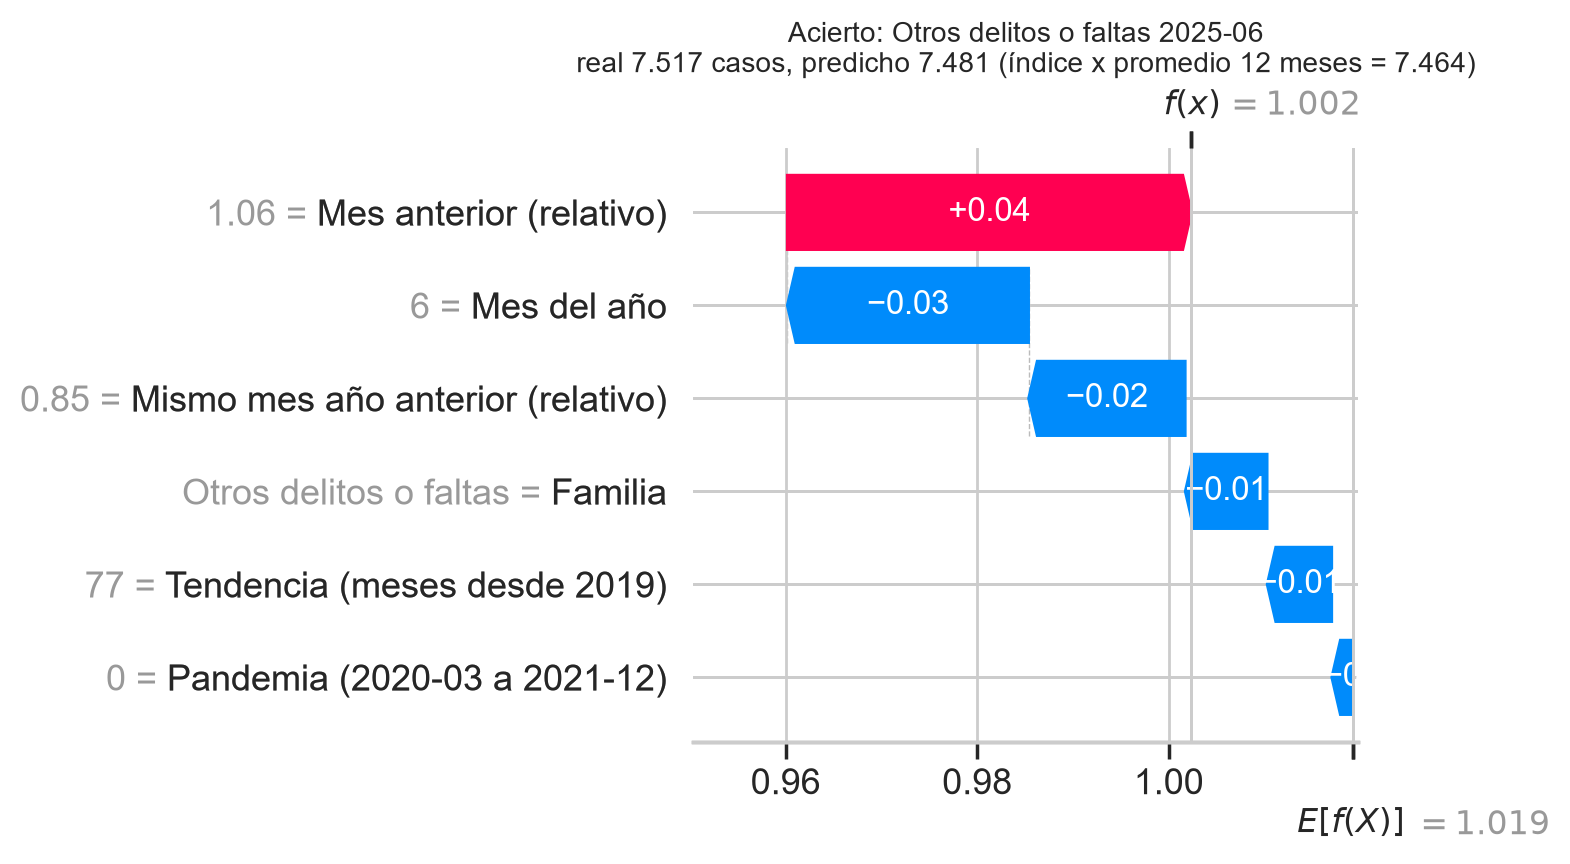 Acierto: Otros delitos o faltas 2025-06
real 7.517 casos, predicho 7.481 (índice x promedio 12 meses = 7.464)
f(x) = 1.002
1.06 = Mes anterior (relativo)
+0.04
6 = Mes del año
−0.03
0.85 = Mismo mes año anterior (relativo)
−0.02
Otros delitos o faltas = Familia
−0.01
77 = Tendencia (meses desde 2019)
−0.01
0 = Pandemia (2020-03 a 2021-12)
0.96 0.98 1.00
E[f(X)] = 1.019